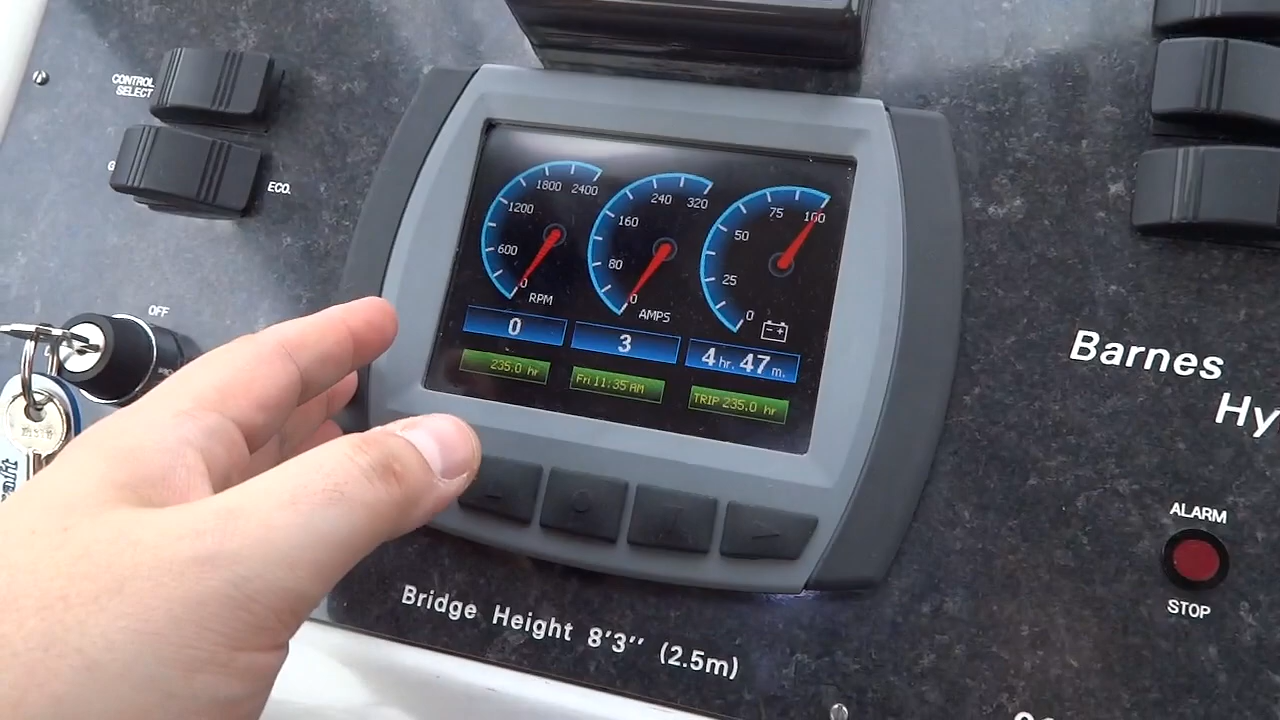 CONTROL
SELECT
ECO.
OFF
1800 2400
1200
600
0
RPM
0
235.0 hr
240 320
160
80
0
AMPS
3
Fri 11:35AM
75 100
50
25
0
4 hr. 47 m.
TRIP 235.0 hr
Barnes
Hy
ALARM
STOP
Bridge Height 8'3'' (2.5m)